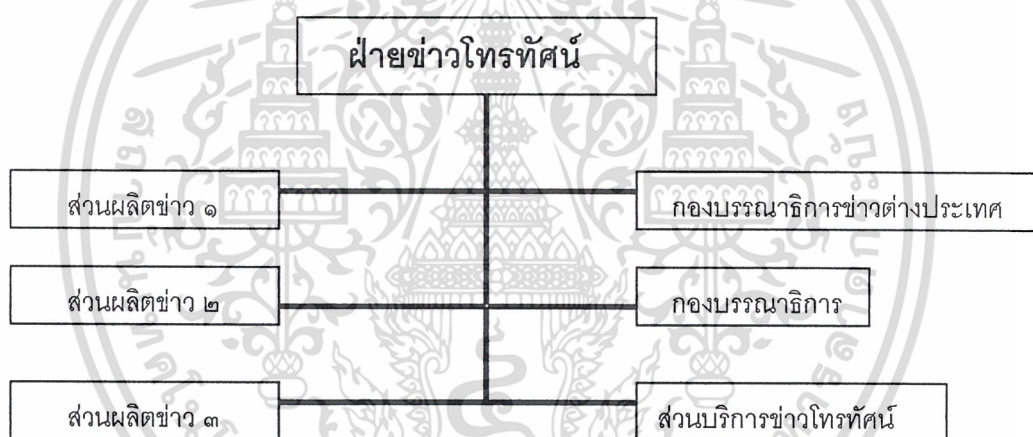 ฝ่ายข่าวโทรทัศน์
ส่วนผลิตข่าว ๑
กองบรรณาธิการข่าวต่างประเทศ
ส่วนผลิตข่าว ๒
กองบรรณาธิการ
ส่วนผลิตข่าว ๓
ส่วนบริการข่าวโทรทัศน์